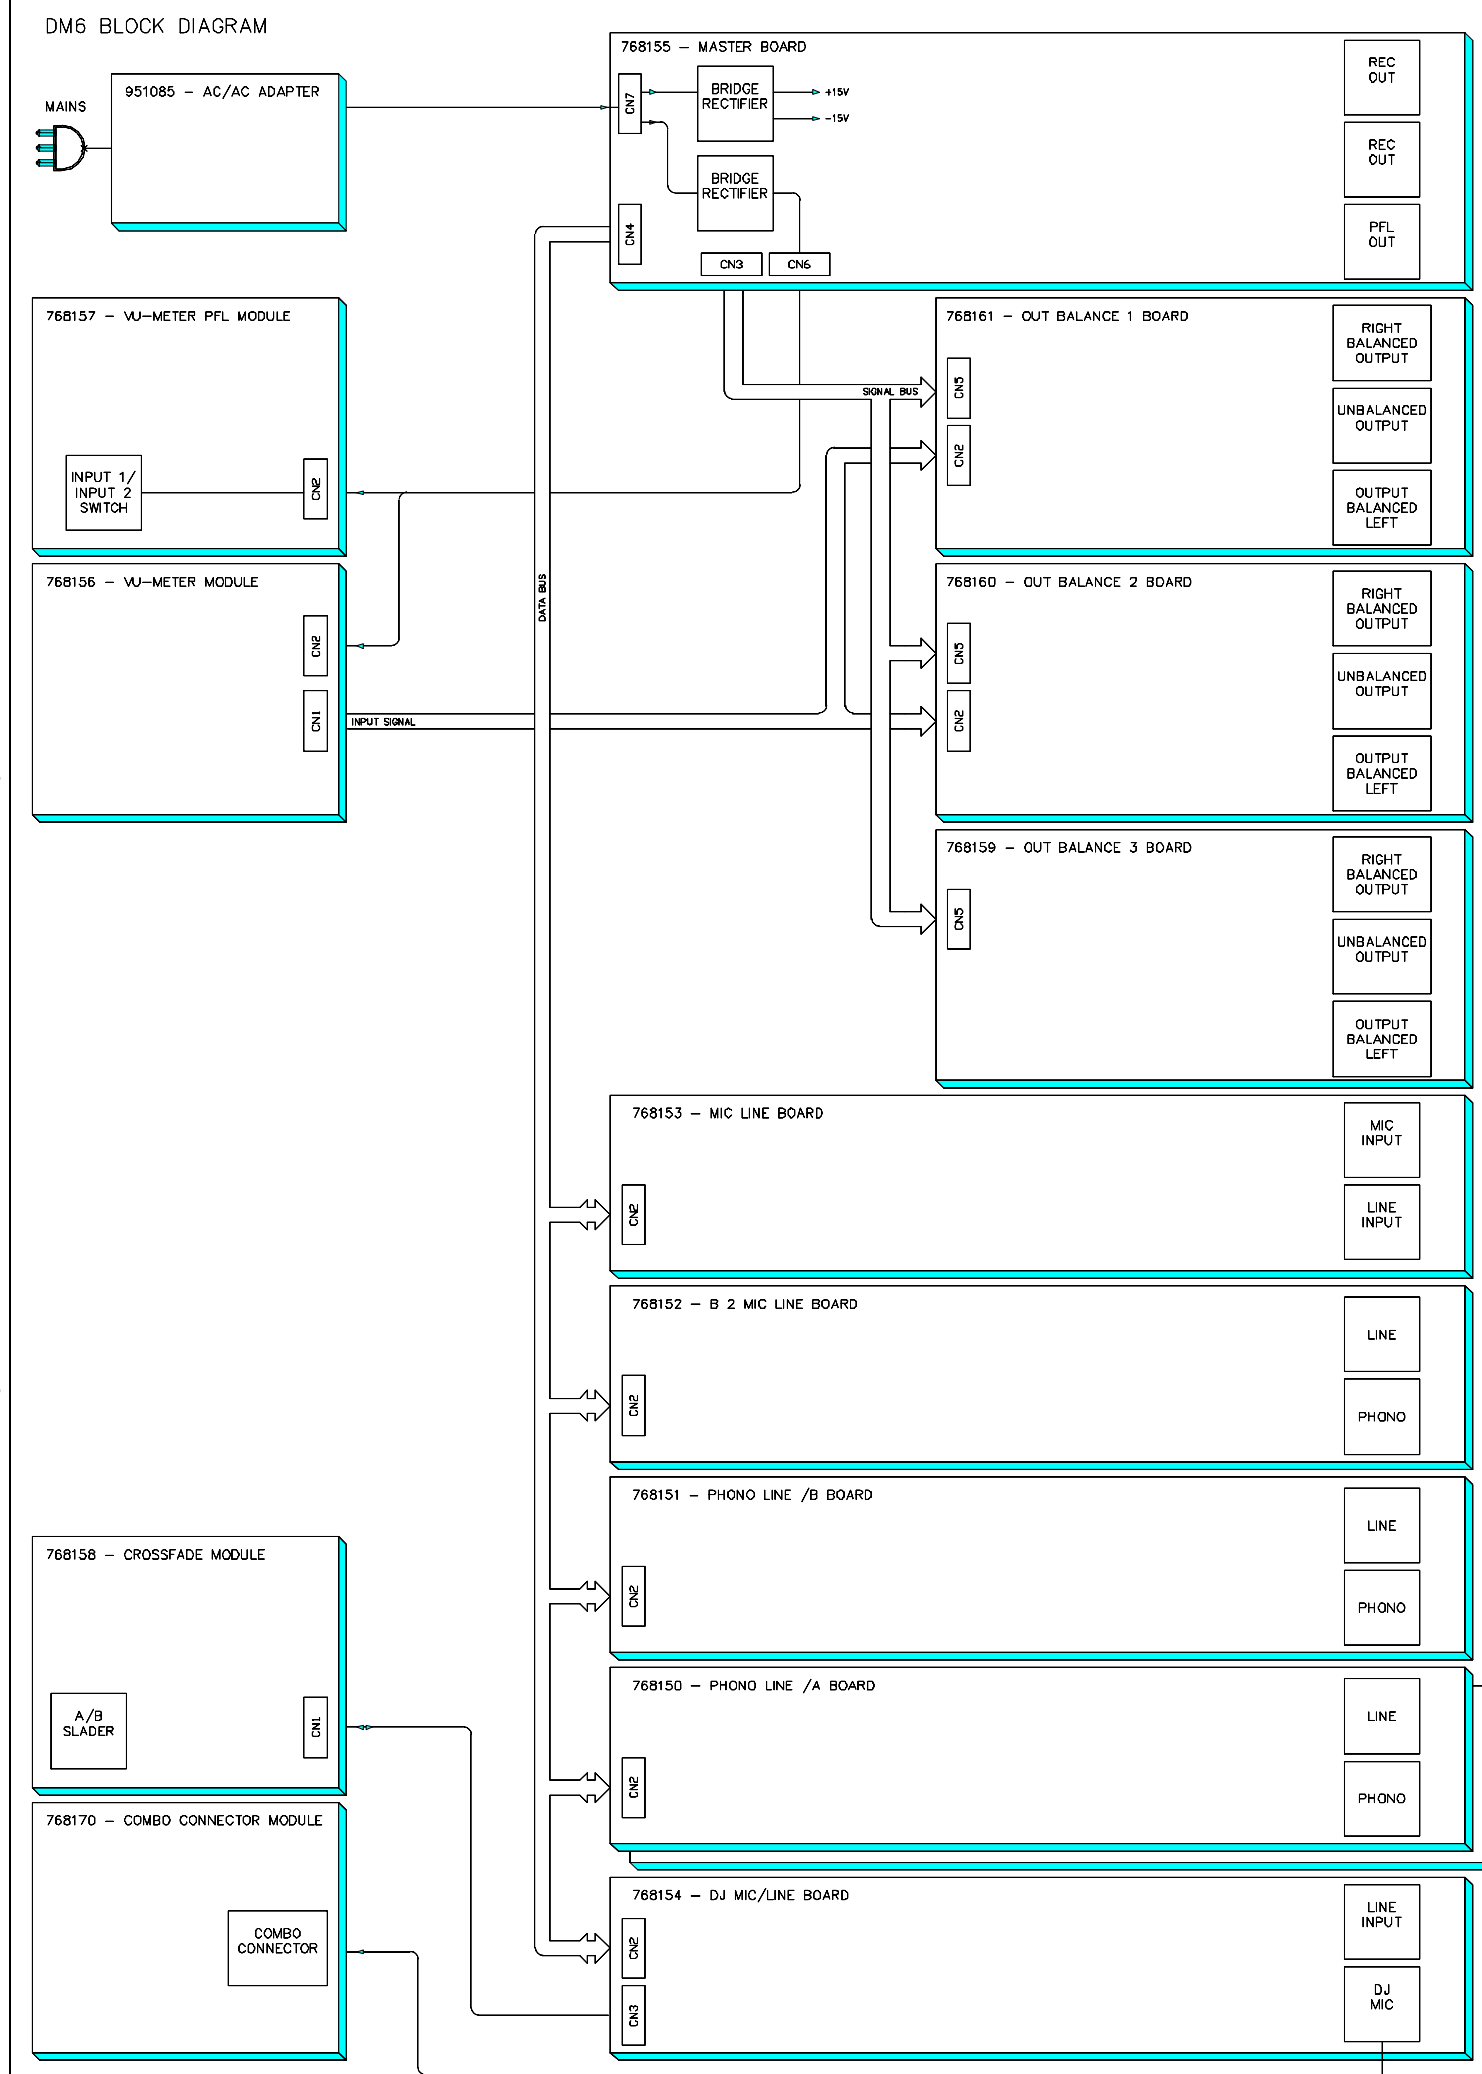 DM6 BLOCK DIAGRAM
MAINS
951085 - AC/AC ADAPTER
768155 - MASTER BOARD
CN7
BRIDGE
RECTIFIER
+15V
-15V
BRIDGE
RECTIFIER
CN4
CN3
CN6
REC
OUT
REC
OUT
PFL
OUT
768157 - VU-METER PFL MODULE
INPUT 1/
INPUT 2
SWITCH
CN2
768161 - OUT BALANCE 1 BOARD
SIGNAL BUS
CN5
CN2
RIGHT
BALANCED
OUTPUT
UNBALANCED
OUTPUT
OUTPUT
BALANCED
LEFT
768156 - VU-METER MODULE
CN2
CN1
INPUT SIGNAL
DATA BUS
768160 - OUT BALANCE 2 BOARD
CN5
CN2
RIGHT
BALANCED
OUTPUT
UNBALANCED
OUTPUT
OUTPUT
BALANCED
LEFT
768159 - OUT BALANCE 3 BOARD
CN5
RIGHT
BALANCED
OUTPUT
UNBALANCED
OUTPUT
OUTPUT
BALANCED
LEFT
768153 - MIC LINE BOARD
CN2
MIC
INPUT
LINE
INPUT
768152 - B 2 MIC LINE BOARD
CN2
LINE
PHONO
768151 - PHONO LINE /B BOARD
CN2
LINE
PHONO
768158 - CROSSFADE MODULE
A/B
SLADER
CN1
768150 - PHONO LINE /A BOARD
CN2
LINE
PHONO
768170 - COMBO CONNECTOR MODULE
COMBO
CONNECTOR
768154 - DJ MIC/LINE BOARD
CN2
CN3
LINE
INPUT
DJ
MIC